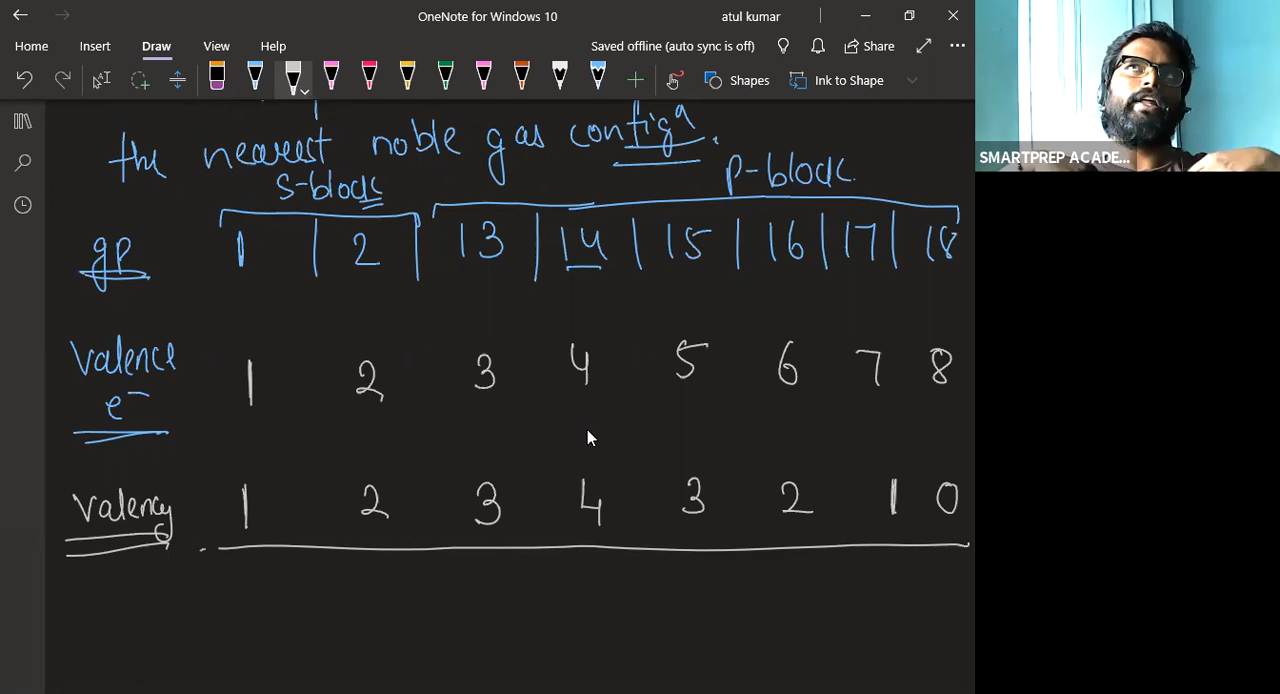 OneNote for Windows 10
atul kumar
Home Insert Draw View Help
Saved offline (auto sync is off)
Share
Shapes
Ink to Shape
SMARTPREP ACADE...
the nearest noble gas configⁿ.
s-block p-block
gp 1 2 13 14 15 16 17 18
Valence 1 2 3 4 5 6 7 8
e⁻
Valency 1 2 3 4 3 2 1 0